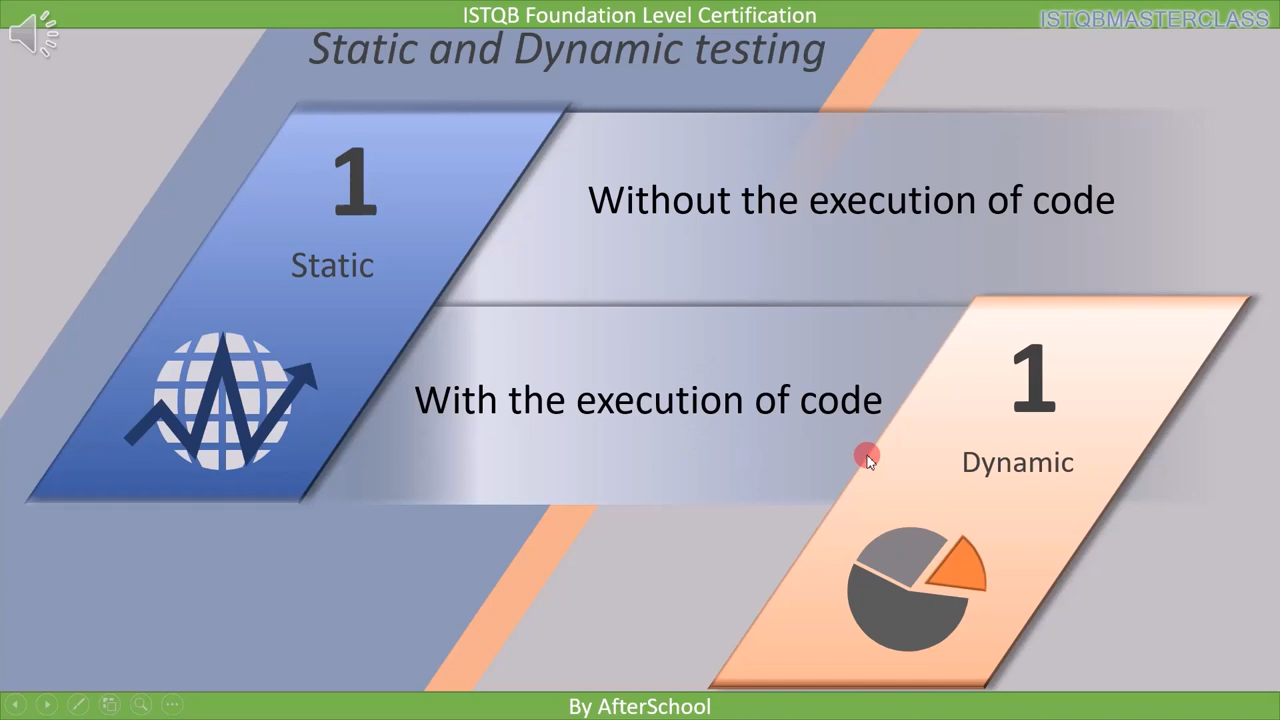 ISTQB Foundation Level Certification
ISTQBMASTERCLASS
Static and Dynamic testing
1
Static
Without the execution of code
With the execution of code
1
Dynamic
By AfterSchool